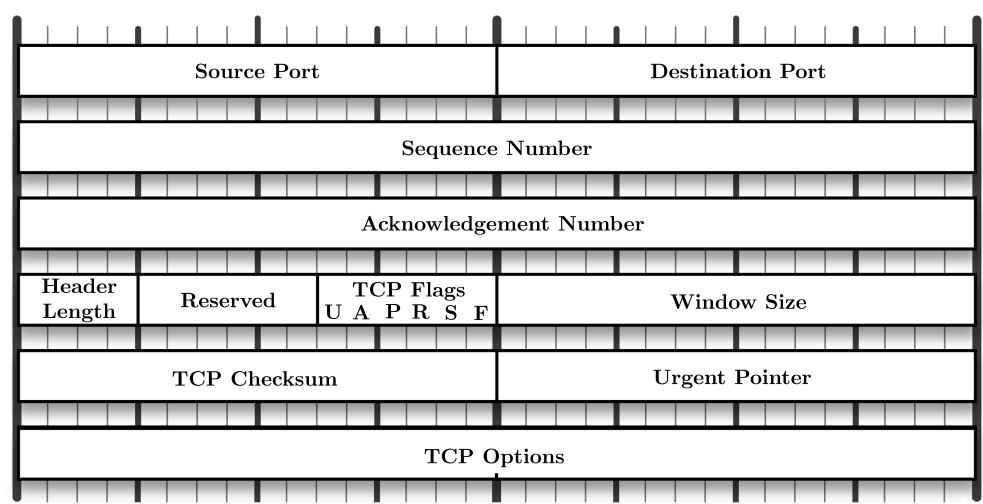 Source Port
Destination Port
Sequence Number
Acknowledgement Number
Header
Length
Reserved
TCP Flags
U A P R S F
Window Size
TCP Checksum
Urgent Pointer
TCP Options